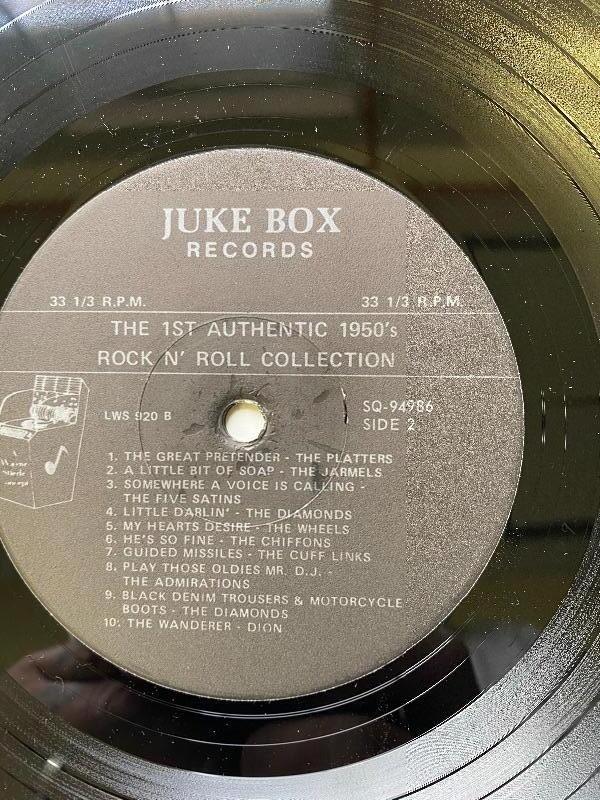 JUKE BOX
RECORDS
33 1/3 R.P.M. 33 1/3 R.P.M.
THE 1ST AUTHENTIC 1950's
ROCK N' ROLL COLLECTION
LWS 920 B
SQ-94986
SIDE 2
1. THE GREAT PRETENDER - THE PLATTERS
2. A LITTLE BIT OF SOAP - THE JARMELS
3. SOMEWHERE A VOICE IS CALLING -
THE FIVE SATINS
4. LITTLE DARLIN' - THE DIAMONDS
5. MY HEARTS DESIRE - THE WHEELS
6. HE'S SO FINE - THE CHIFFONS
7. GUIDED MISSILES - THE CUFF LINKS
8. PLAY THOSE OLDIES MR. D.J. -
THE ADMIRATIONS
9. BLACK DENIM TROUSERS & MOTORCYCLE
BOOTS - THE DIAMONDS
10. THE WANDERER - DION
A
Wayne